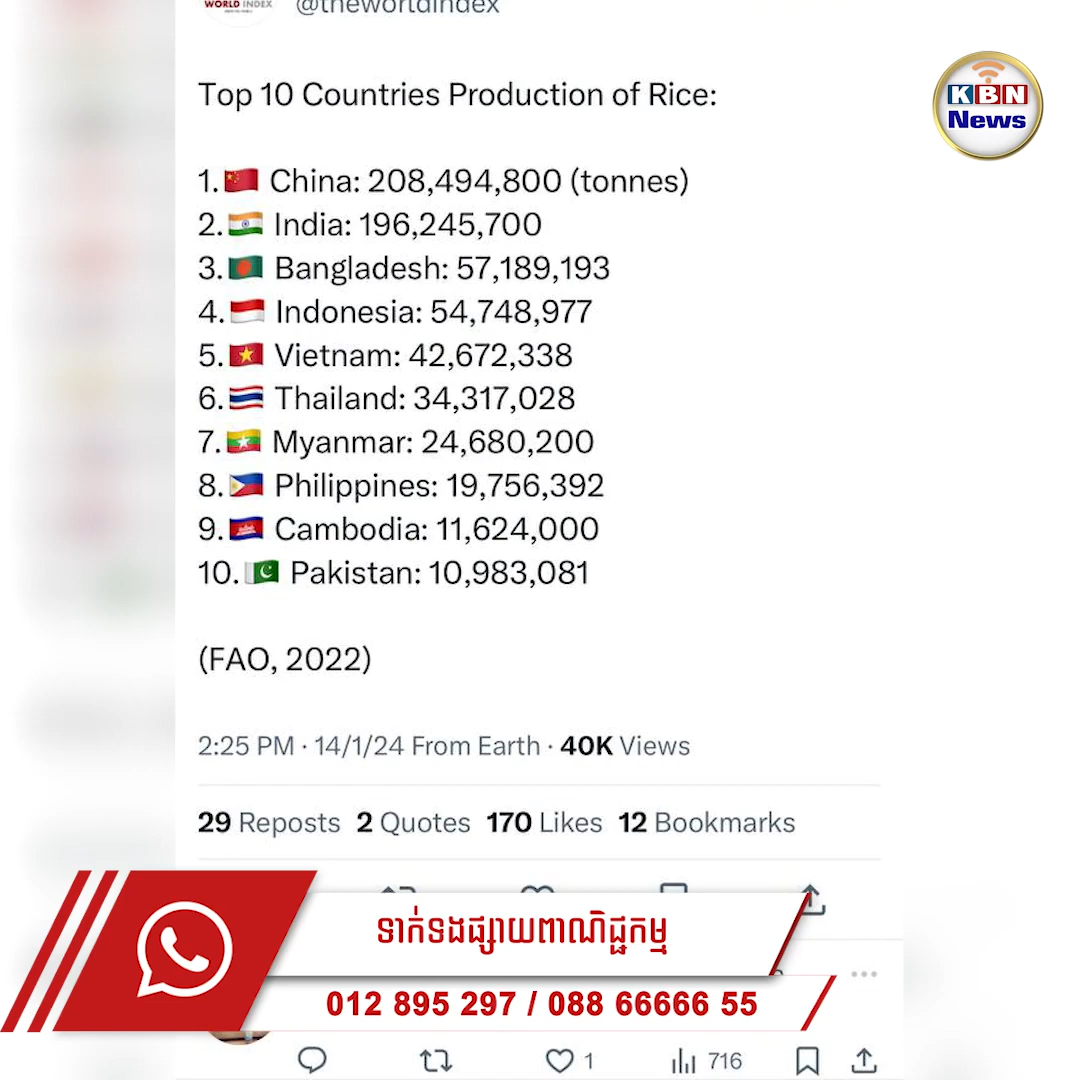 WORLD INDEX
@theworldindex
KBN
News
Top 10 Countries Production of Rice:
1.🇨🇳 China: 208,494,800 (tonnes)
2.🇮🇳 India: 196,245,700
3.🇧🇩 Bangladesh: 57,189,193
4.🇮🇩 Indonesia: 54,748,977
5.🇻🇳 Vietnam: 42,672,338
6.🇹🇭 Thailand: 34,317,028
7.🇲🇲 Myanmar: 24,680,200
8.🇵🇭 Philippines: 19,756,392
9.🇰🇭 Cambodia: 11,624,000
10.🇵🇰 Pakistan: 10,983,081
(FAO, 2022)
2:25 PM · 14/1/24 From Earth · 40K Views
29 Reposts 2 Quotes 170 Likes 12 Bookmarks
ទាក់ទងផ្សាយពាណិជ្ជកម្ម
012 895 297 / 088 66666 55
1 716